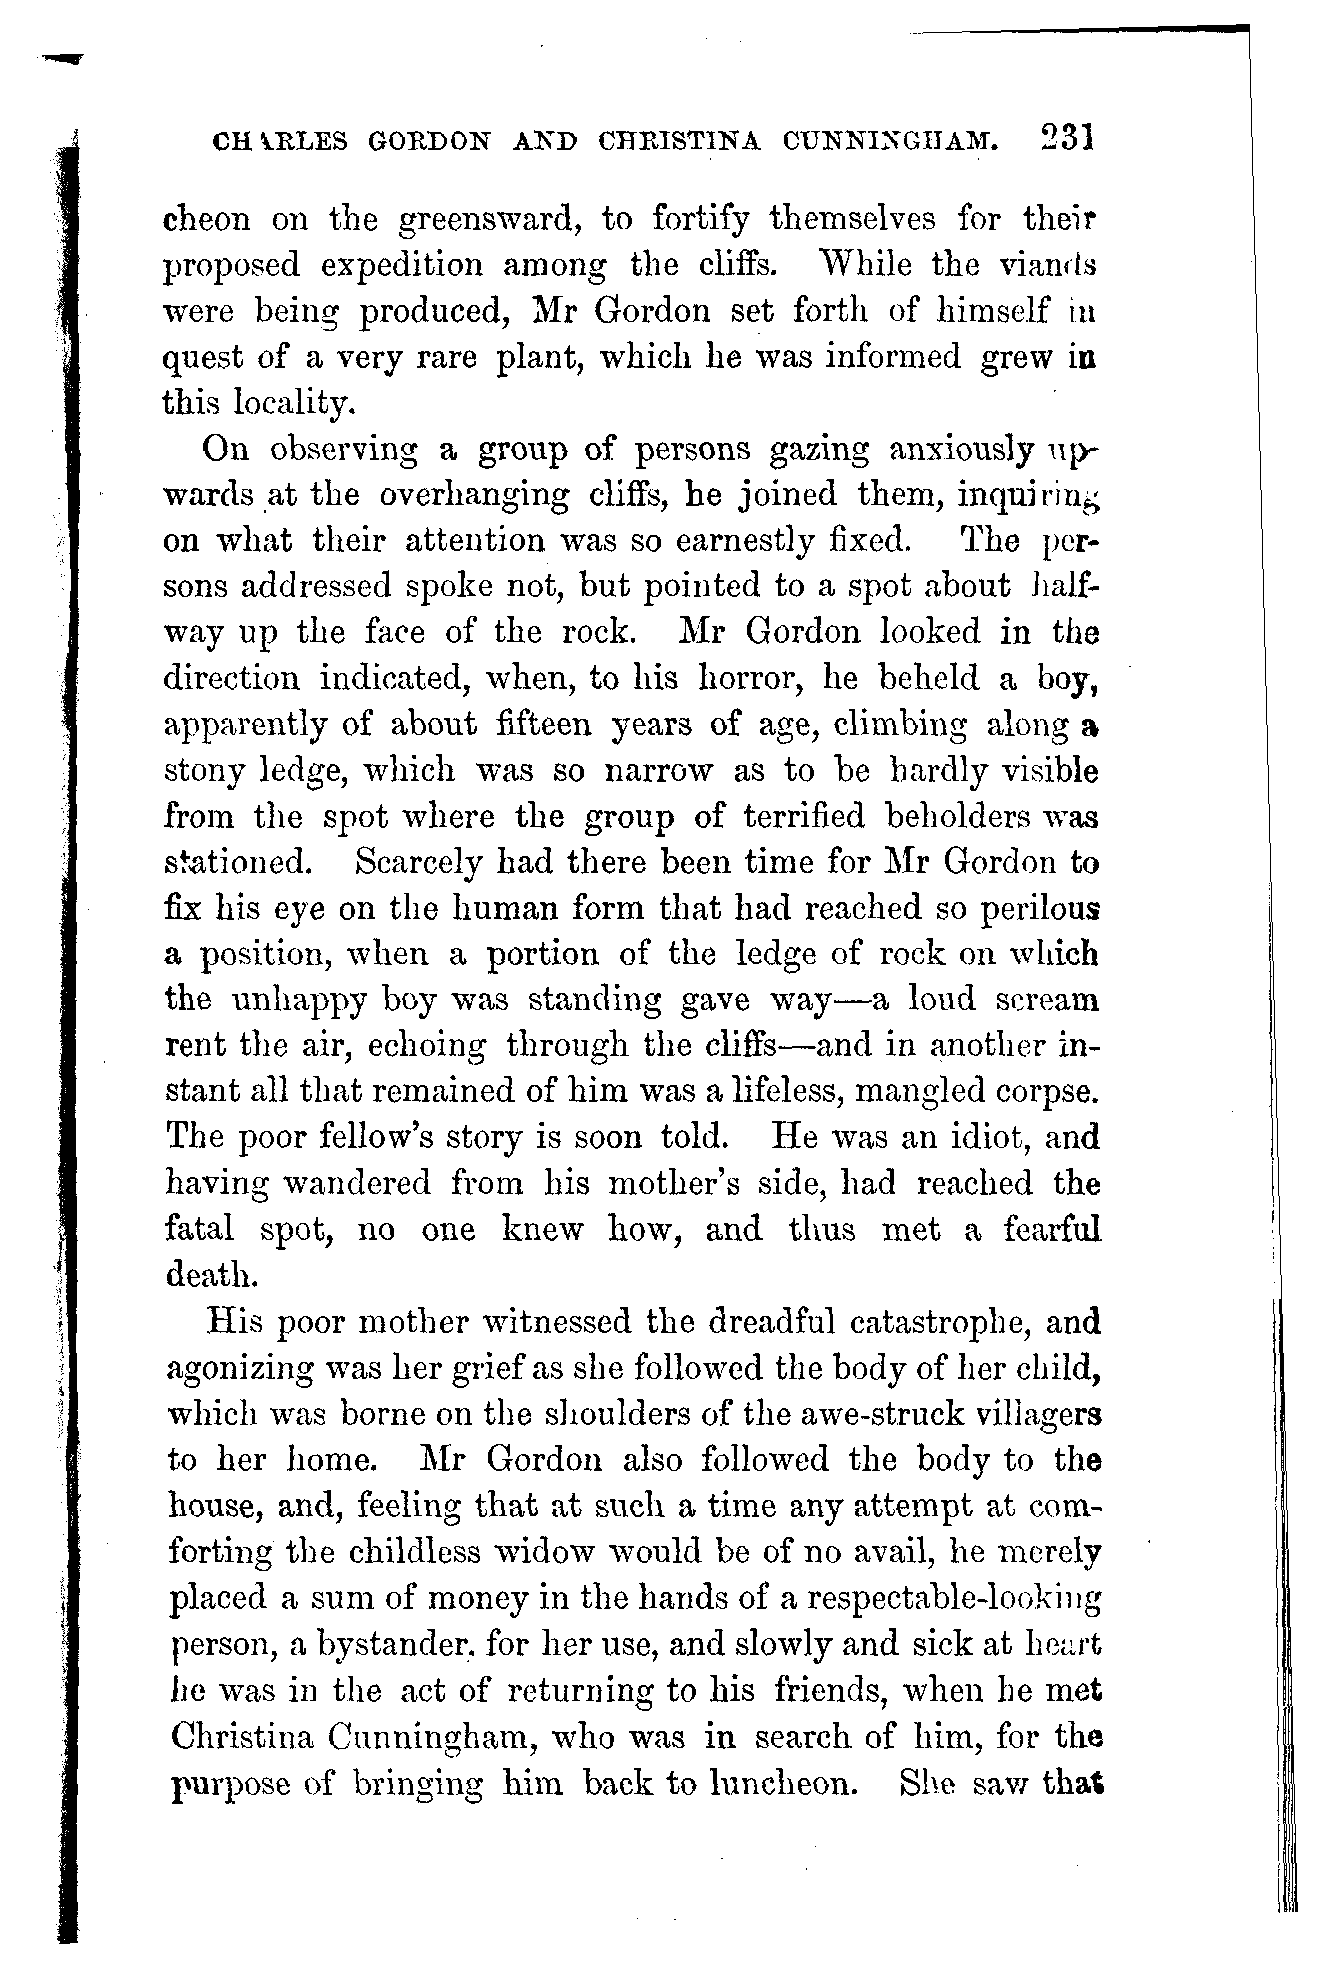 CHARLES GORDON AND CHRISTINA CUNNINGHAM. 231
cheon on the greensward, to fortify themselves for their
proposed expedition among the cliffs. While the viands
were being produced, Mr Gordon set forth of himself in
quest of a very rare plant, which he was informed grew in
this locality.
On observing a group of persons gazing anxiously up-
wards at the overhanging cliffs, he joined them, inquiring
on what their attention was so earnestly fixed. The per-
sons addressed spoke not, but pointed to a spot about half-
way up the face of the rock. Mr Gordon looked in the
direction indicated, when, to his horror, he beheld a boy,
apparently of about fifteen years of age, climbing along a
stony ledge, which was so narrow as to be hardly visible
from the spot where the group of terrified beholders was
stationed. Scarcely had there been time for Mr Gordon to
fix his eye on the human form that had reached so perilous
a position, when a portion of the ledge of rock on which
the unhappy boy was standing gave way—a loud scream
rent the air, echoing through the cliffs—and in another in-
stant all that remained of him was a lifeless, mangled corpse.
The poor fellow's story is soon told. He was an idiot, and
having wandered from his mother's side, had reached the
fatal spot, no one knew how, and thus met a fearful
death.
His poor mother witnessed the dreadful catastrophe, and
agonizing was her grief as she followed the body of her child,
which was borne on the shoulders of the awe-struck villagers
to her home. Mr Gordon also followed the body to the
house, and, feeling that at such a time any attempt at com-
forting the childless widow would be of no avail, he merely
placed a sum of money in the hands of a respectable-looking
person, a bystander, for her use, and slowly and sick at heart
he was in the act of returning to his friends, when he met
Christina Cunningham, who was in search of him, for the
purpose of bringing him back to luncheon. She saw that